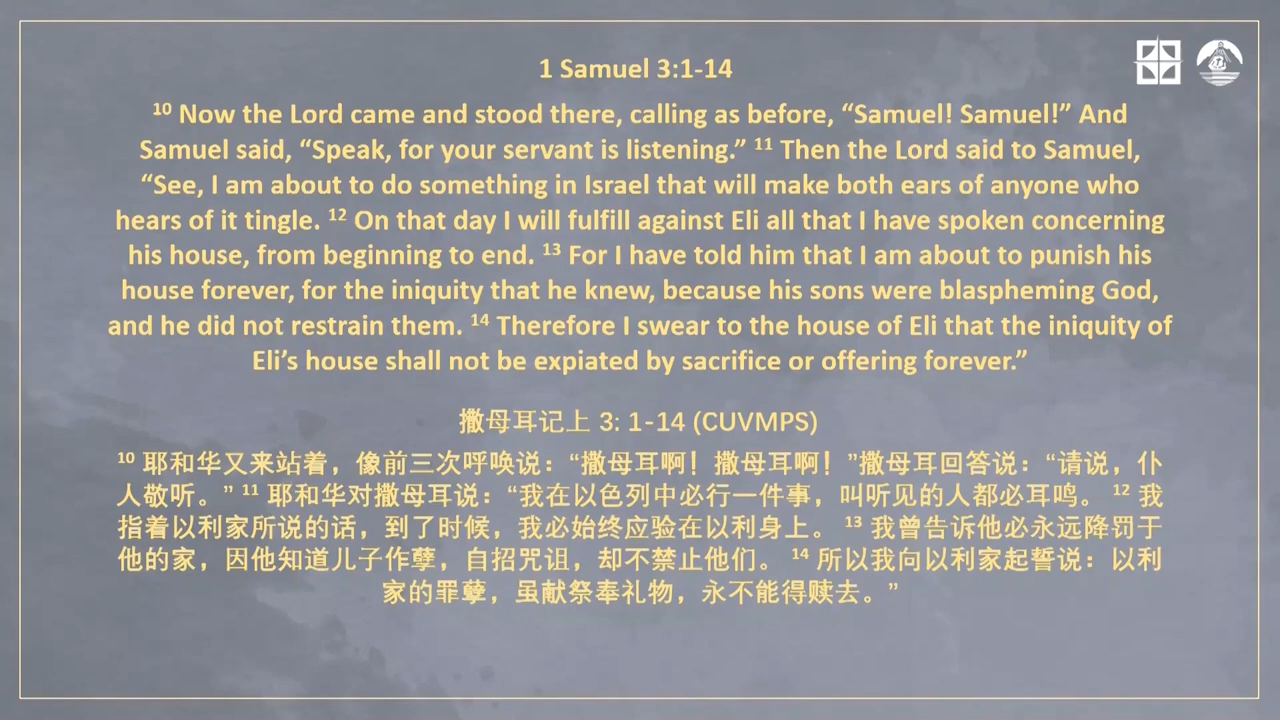 1 Samuel 3:1-14
10 Now the Lord came and stood there, calling as before, “Samuel! Samuel!” And
Samuel said, “Speak, for your servant is listening.” 11 Then the Lord said to Samuel,
“See, I am about to do something in Israel that will make both ears of anyone who
hears of it tingle. 12 On that day I will fulfill against Eli all that I have spoken concerning
his house, from beginning to end. 13 For I have told him that I am about to punish his
house forever, for the iniquity that he knew, because his sons were blaspheming God,
and he did not restrain them. 14 Therefore I swear to the house of Eli that the iniquity of
Eli’s house shall not be expiated by sacrifice or offering forever.”
撒母耳记上 3: 1-14 (CUVMPS)
10 耶和华又来站着，像前三次呼唤说：“撒母耳啊！撒母耳啊！”撒母耳回答说：“请说，仆
人敬听。” 11 耶和华对撒母耳说：“我在以色列中必行一件事，叫听见的人都必耳鸣。 12 我
指着以利家所说的话，到了时候，我必始终应验在以利身上。 13 我曾告诉他必永远降罚于
他的家，因他知道儿子作孽，自招咒诅，却不禁止他们。 14 所以我向以利家起誓说：以利
家的罪孽，虽献祭奉礼物，永不能得赎去。”